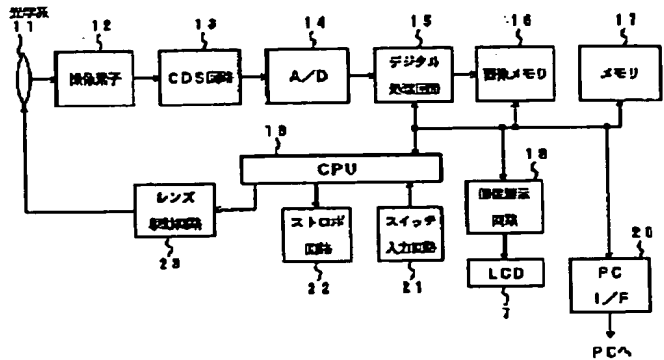 光学系
11
12
13
14
15
16
17
撮像素子
CDS回路
A/D
デジタル
処理回路
画像メモリ
メモリ
19
CPU
18
レンズ
駆動回路
ストロボ
回路
スイッチ
入力回路
画像表示
回路
20
23
22
21
LCD
7
PC
I/F
PCへ